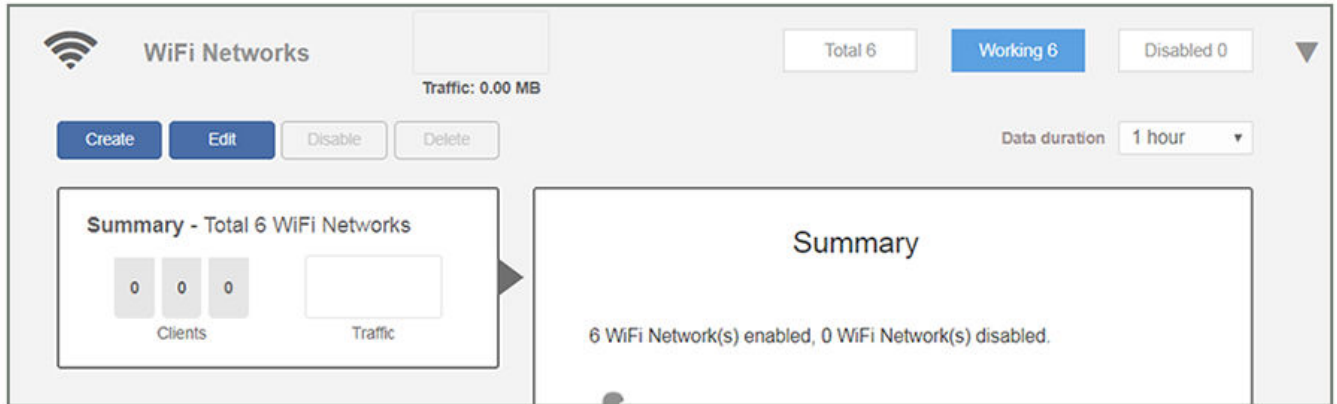 WiFi Networks
Traffic: 0.00 MB
Total 6
Working 6
Disabled 0
Create
Edit
Disable
Delete
Data duration
1 hour
Summary - Total 6 WiFi Networks
0 0 0
Clients
Traffic
Summary
6 WiFi Network(s) enabled, 0 WiFi Network(s) disabled.